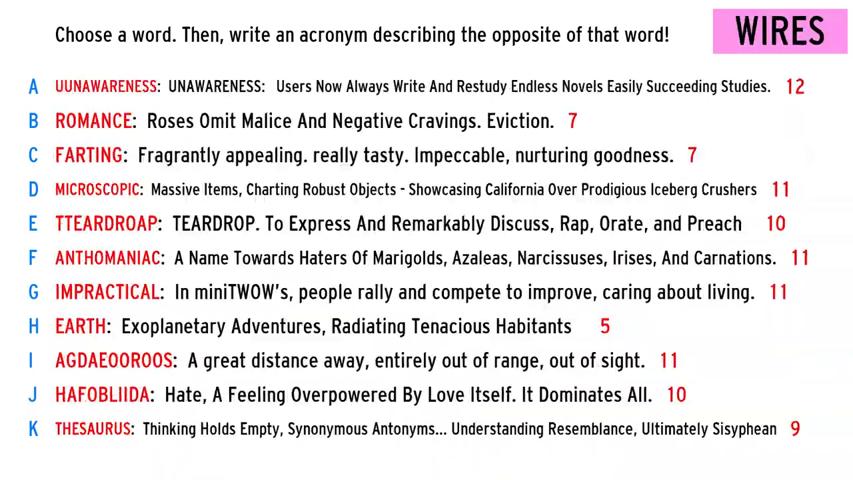 Choose a word. Then, write an acronym describing the opposite of that word!
WIRES
A UUNAWARENESS: UNAWARENESS: Users Now Always Write And Restudy Endless Novels Easily Succeeding Studies. 12
B ROMANCE: Roses Omit Malice And Negative Cravings. Eviction. 7
C FARTING: Fragrantly appealing. really tasty. Impeccable, nurturing goodness. 7
D MICROSCOPIC: Massive Items, Charting Robust Objects - Showcasing California Over Prodigious Iceberg Crushers 11
E TTEARDROAP: TEARDROP. To Express And Remarkably Discuss, Rap, Orate, and Preach 10
F ANTHOMANIAC: A Name Towards Haters Of Marigolds, Azaleas, Narcissuses, Irises, And Carnations. 11
G IMPRACTICAL: In miniTWOW's, people rally and compete to improve, caring about living. 11
H EARTH: Exoplanetary Adventures, Radiating Tenacious Habitants 5
I AGDAEOOROOS: A great distance away, entirely out of range, out of sight. 11
J HAFOBLIIDA: Hate, A Feeling Overpowered By Love Itself. It Dominates All. 10
K THESAURUS: Thinking Holds Empty, Synonymous Antonyms... Understanding Resemblance, Ultimately Sisyphean 9